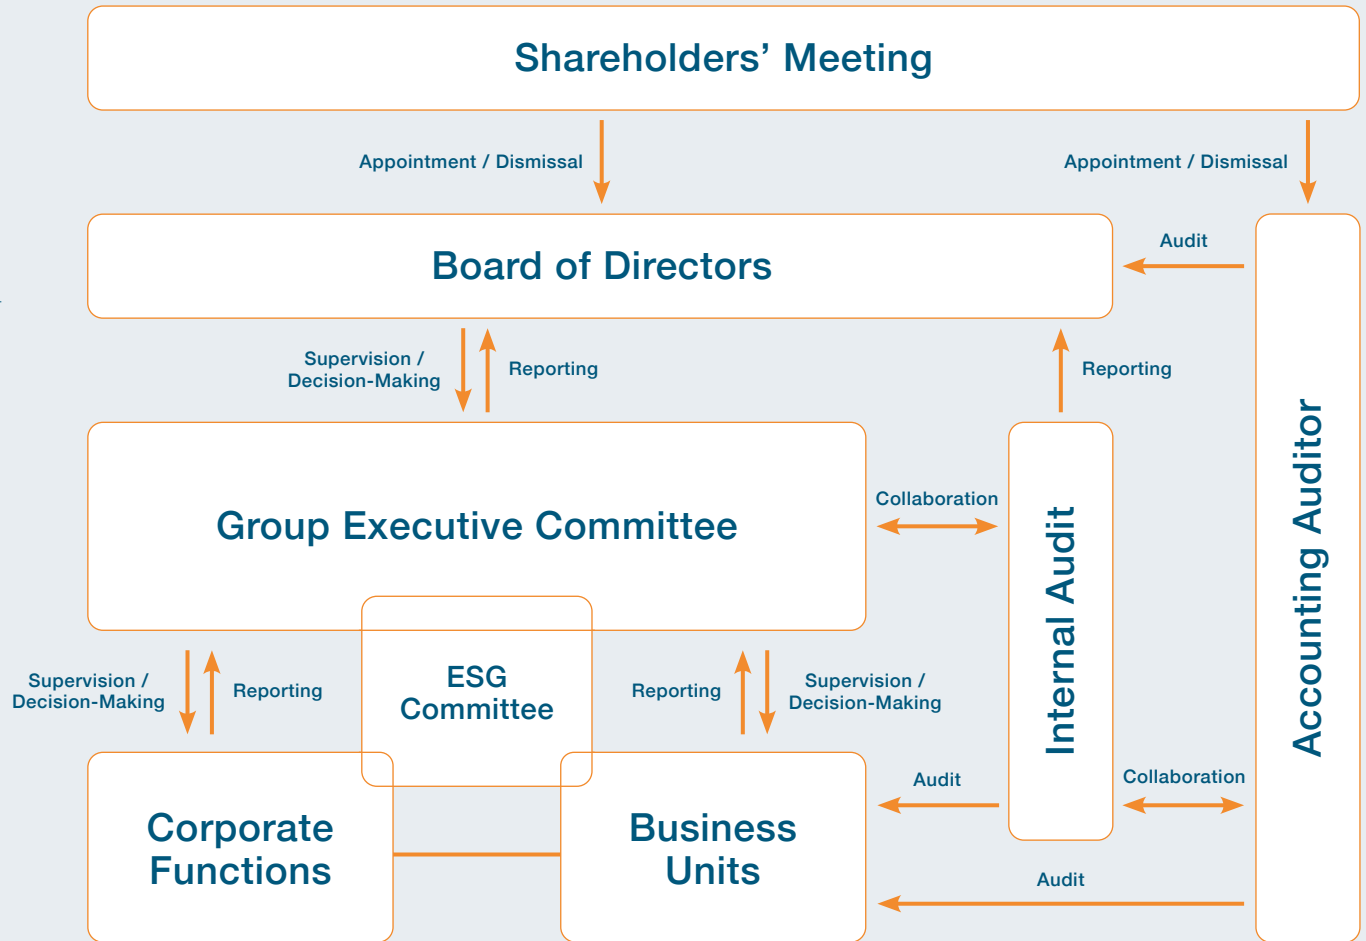 Shareholders’ Meeting
Appointment / Dismissal
Appointment / Dismissal
Board of Directors
Audit
Supervision /
Decision-Making
Reporting
Reporting
Group Executive Committee
Collaboration
Internal Audit
Accounting Auditor
ESG
Committee
Supervision /
Decision-Making
Reporting
Reporting
Supervision /
Decision-Making
Audit
Collaboration
Corporate
Functions
Business
Units
Audit